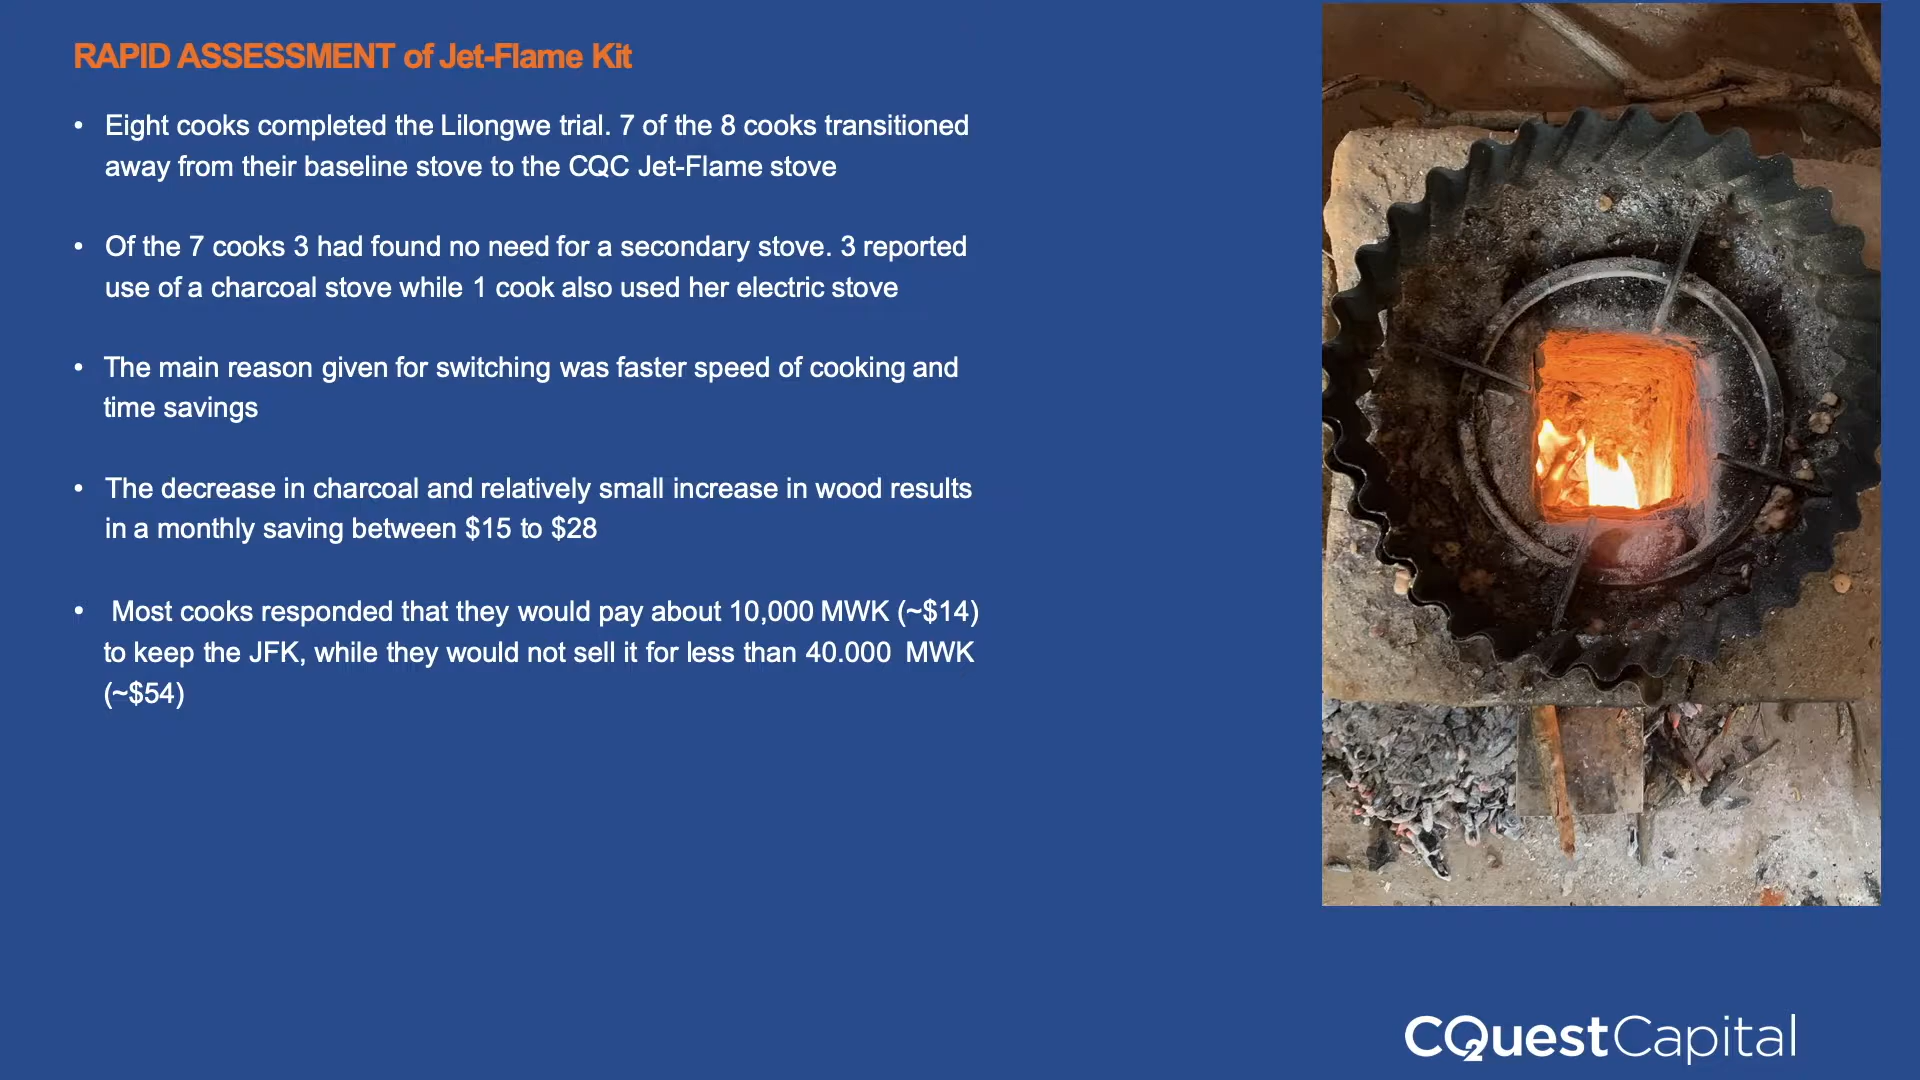 RAPID ASSESSMENT of Jet-Flame Kit
• Eight cooks completed the Lilongwe trial. 7 of the 8 cooks transitioned
away from their baseline stove to the CQC Jet-Flame stove
• Of the 7 cooks 3 had found no need for a secondary stove. 3 reported
use of a charcoal stove while 1 cook also used her electric stove
• The main reason given for switching was faster speed of cooking and
time savings
• The decrease in charcoal and relatively small increase in wood results
in a monthly saving between $15 to $28
• Most cooks responded that they would pay about 10,000 MWK (~$14)
to keep the JFK, while they would not sell it for less than 40.000 MWK
(~$54)
CQ2uestCapital